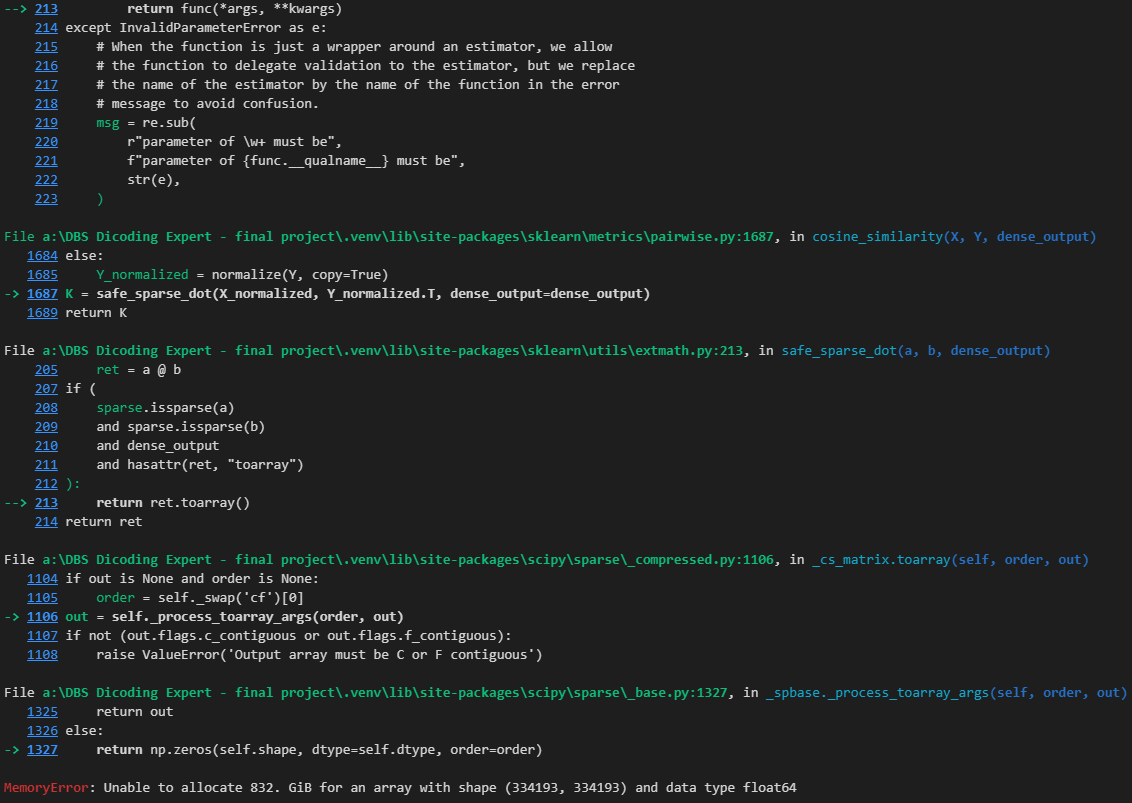 --> 213         return func(*args, **kwargs)
    214 except InvalidParameterError as e:
    215     # When the function is just a wrapper around an estimator, we allow
    216     # the function to delegate validation to the estimator, but we replace
    217     # the name of the estimator by the name of the function in the error
    218     # message to avoid confusion.
    219     msg = re.sub(
    220         r"parameter of \w+ must be",
    221         f"parameter of {func.__qualname__} must be",
    222         str(e),
    223     )
File a:\DBS Dicoding Expert - final project\.venv\lib\site-packages\sklearn\metrics\pairwise.py:1687, in cosine_similarity(X, Y, dense_output)
   1684 else:
   1685     Y_normalized = normalize(Y, copy=True)
-> 1687 K = safe_sparse_dot(X_normalized, Y_normalized.T, dense_output=dense_output)
   1689 return K
File a:\DBS Dicoding Expert - final project\.venv\lib\site-packages\sklearn\utils\extmath.py:213, in safe_sparse_dot(a, b, dense_output)
    205     ret = a @ b
    207 if (
    208     sparse.issparse(a)
    209     and sparse.issparse(b)
    210     and dense_output
    211     and hasattr(ret, "toarray")
    212 ):
--> 213     return ret.toarray()
    214 return ret
File a:\DBS Dicoding Expert - final project\.venv\lib\site-packages\scipy\sparse\_compressed.py:1106, in _cs_matrix.toarray(self, order, out)
   1104 if out is None and order is None:
   1105     order = self._swap('cf')[0]
-> 1106 out = self._process_toarray_args(order, out)
   1107 if not (out.flags.c_contiguous or out.flags.f_contiguous):
   1108     raise ValueError('Output array must be C or F contiguous')
File a:\DBS Dicoding Expert - final project\.venv\lib\site-packages\scipy\sparse\_base.py:1327, in _spbase._process_toarray_args(self, order, out)
   1325     return out
   1326 else:
-> 1327     return np.zeros(self.shape, dtype=self.dtype, order=order)
MemoryError: Unable to allocate 832. GiB for an array with shape (334193, 334193) and data type float64